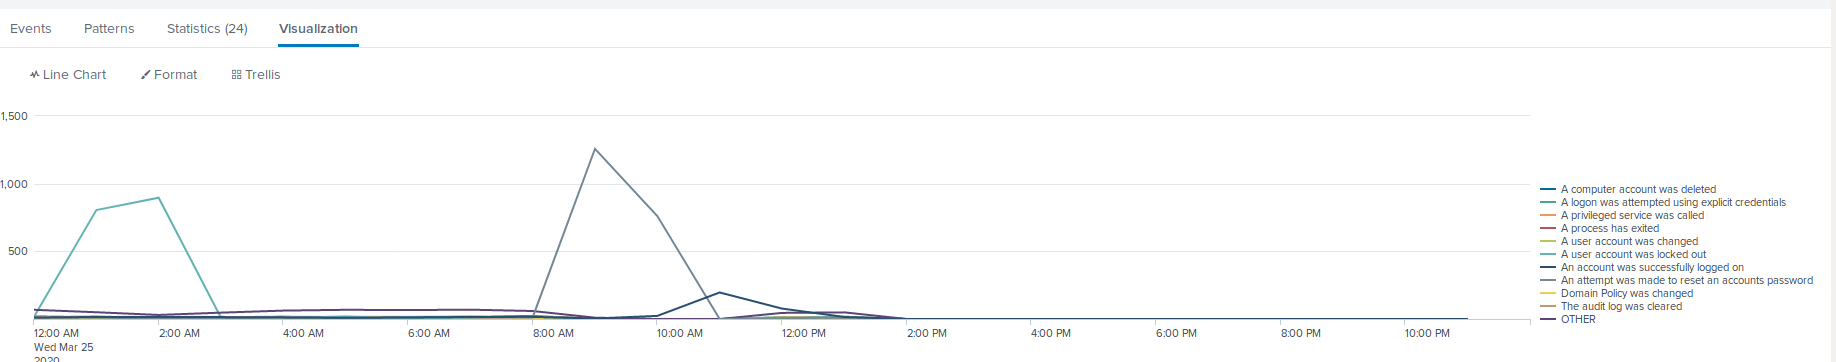 Events Patterns Statistics (24) Visualization
Line Chart Format Trellis
1,500
1,000
500
12:00 AM 2:00 AM 4:00 AM 6:00 AM 8:00 AM 10:00 AM 12:00 PM 2:00 PM 4:00 PM 6:00 PM 8:00 PM 10:00 PM
Wed Mar 25
2020
A computer account was deleted
A logon was attempted using explicit credentials
A privileged service was called
A process has exited
A user account was changed
A user account was locked out
An account was successfully logged on
An attempt was made to reset an accounts password
Domain Policy was changed
The audit log was cleared
OTHER